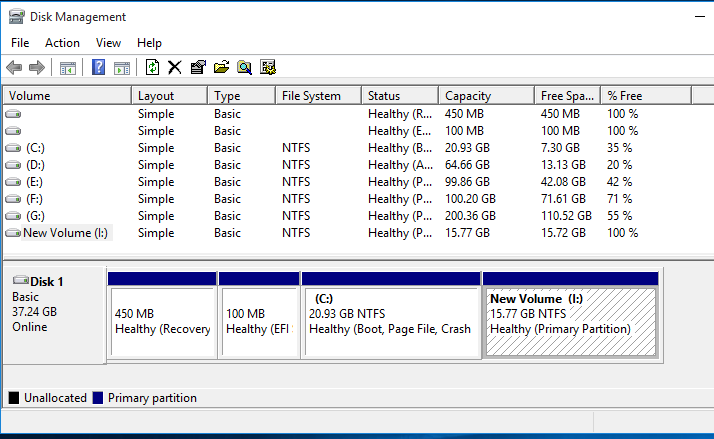 Disk Management
File Action View Help
Volume Layout Type File System Status Capacity Free Spa... % Free
Simple Basic Healthy (R... 450 MB 450 MB 100 %
Simple Basic Healthy (E... 100 MB 100 MB 100 %
(C:) Simple Basic NTFS Healthy (B... 20.93 GB 7.30 GB 35 %
(D:) Simple Basic NTFS Healthy (A... 64.66 GB 13.13 GB 20 %
(E:) Simple Basic NTFS Healthy (P... 99.86 GB 42.08 GB 42 %
(F:) Simple Basic NTFS Healthy (P... 100.20 GB 71.61 GB 71 %
(G:) Simple Basic NTFS Healthy (P... 200.36 GB 110.52 GB 55 %
New Volume (I:) Simple Basic NTFS Healthy (P... 15.77 GB 15.72 GB 100 %
Disk 1
Basic
37.24 GB
Online
450 MB
Healthy (Recovery
100 MB
Healthy (EFI
(C:)
20.93 GB NTFS
Healthy (Boot, Page File, Crash
New Volume (I:)
15.77 GB NTFS
Healthy (Primary Partition)
Unallocated Primary partition